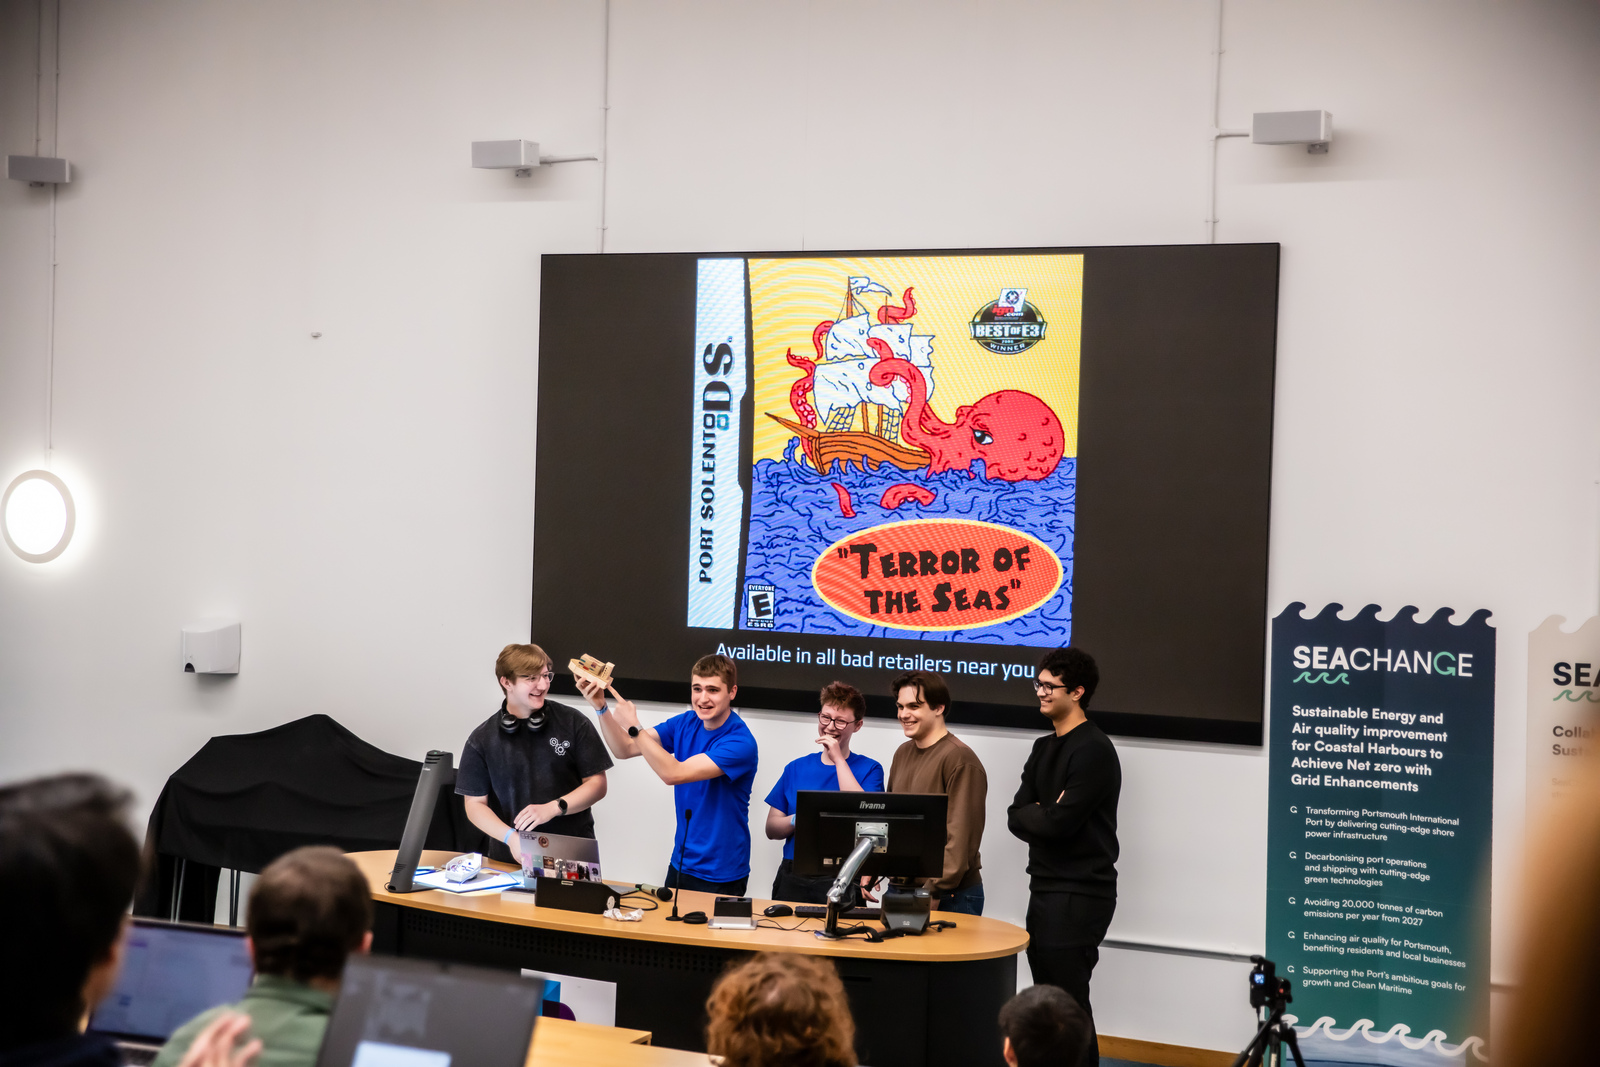 PORT SOLENT DS
BEST OF E3
WINNER
"TERROR OF
THE SEAS"
EVERYONE
E
ESRB
Available in all bad retailers near you
iiyama
SEACHANGE
Sustainable Energy and
Air quality improvement
for Coastal Harbours to
Achieve Net zero with
Grid Enhancements
Transforming Portsmouth International
Port by delivering cutting-edge shore
power infrastructure
Decarbonising port operations
and shipping with cutting-edge
green technologies
Avoiding 20,000 tonnes of carbon
emissions per year from 2027
Enhancing air quality for Portsmouth,
benefiting residents and local businesses
Supporting the Port's ambitious goals for
growth and Clean Maritime
SEA